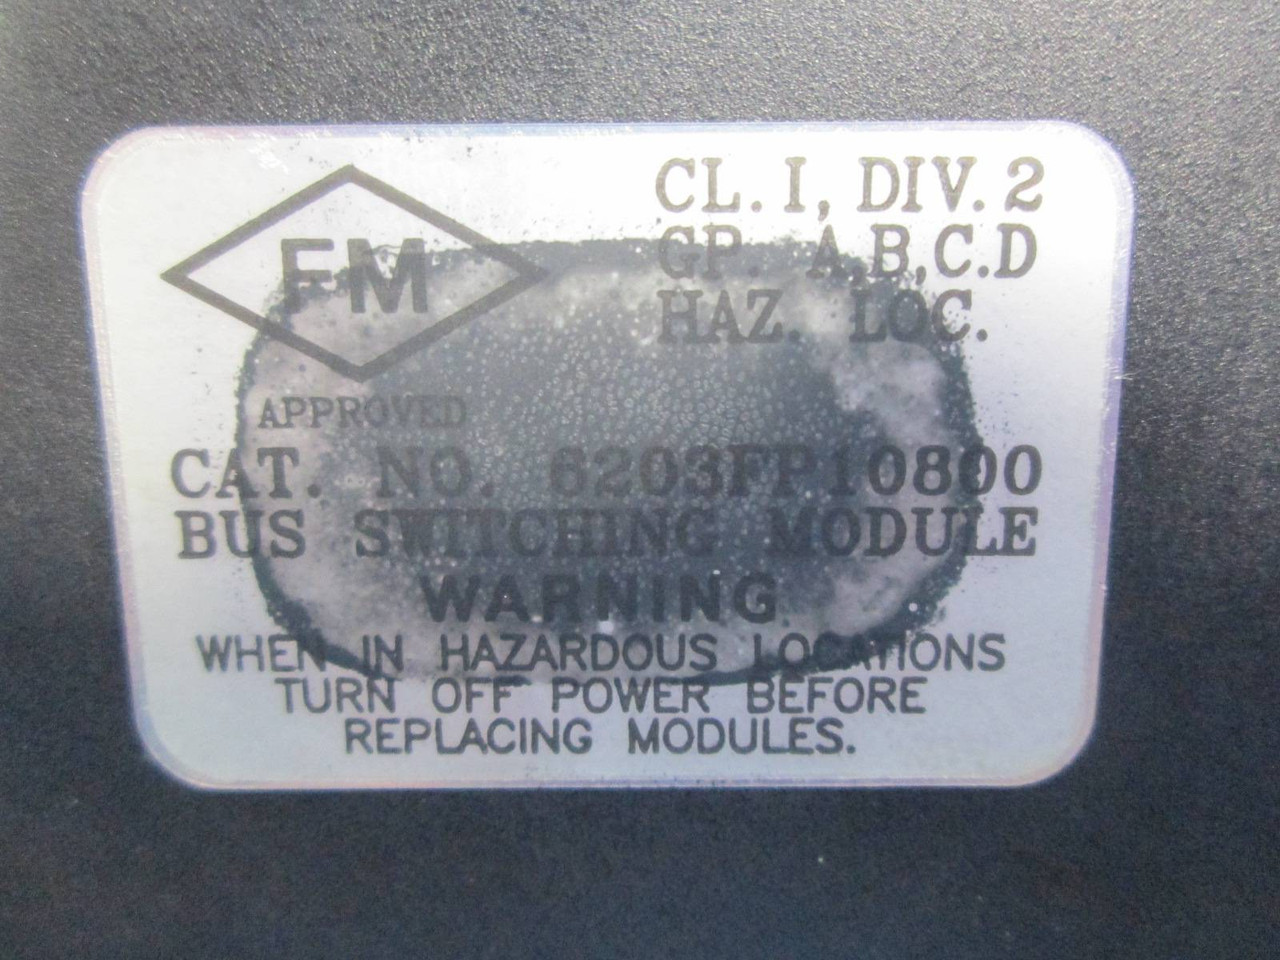 FM
CL. I, DIV. 2
GP. A,B,C.D
HAZ. LOC.
APPROVED
CAT. NO. 6203FP10800
BUS SWITCHING MODULE
WARNING
WHEN IN HAZARDOUS LOCATIONS
TURN OFF POWER BEFORE
REPLACING MODULES.